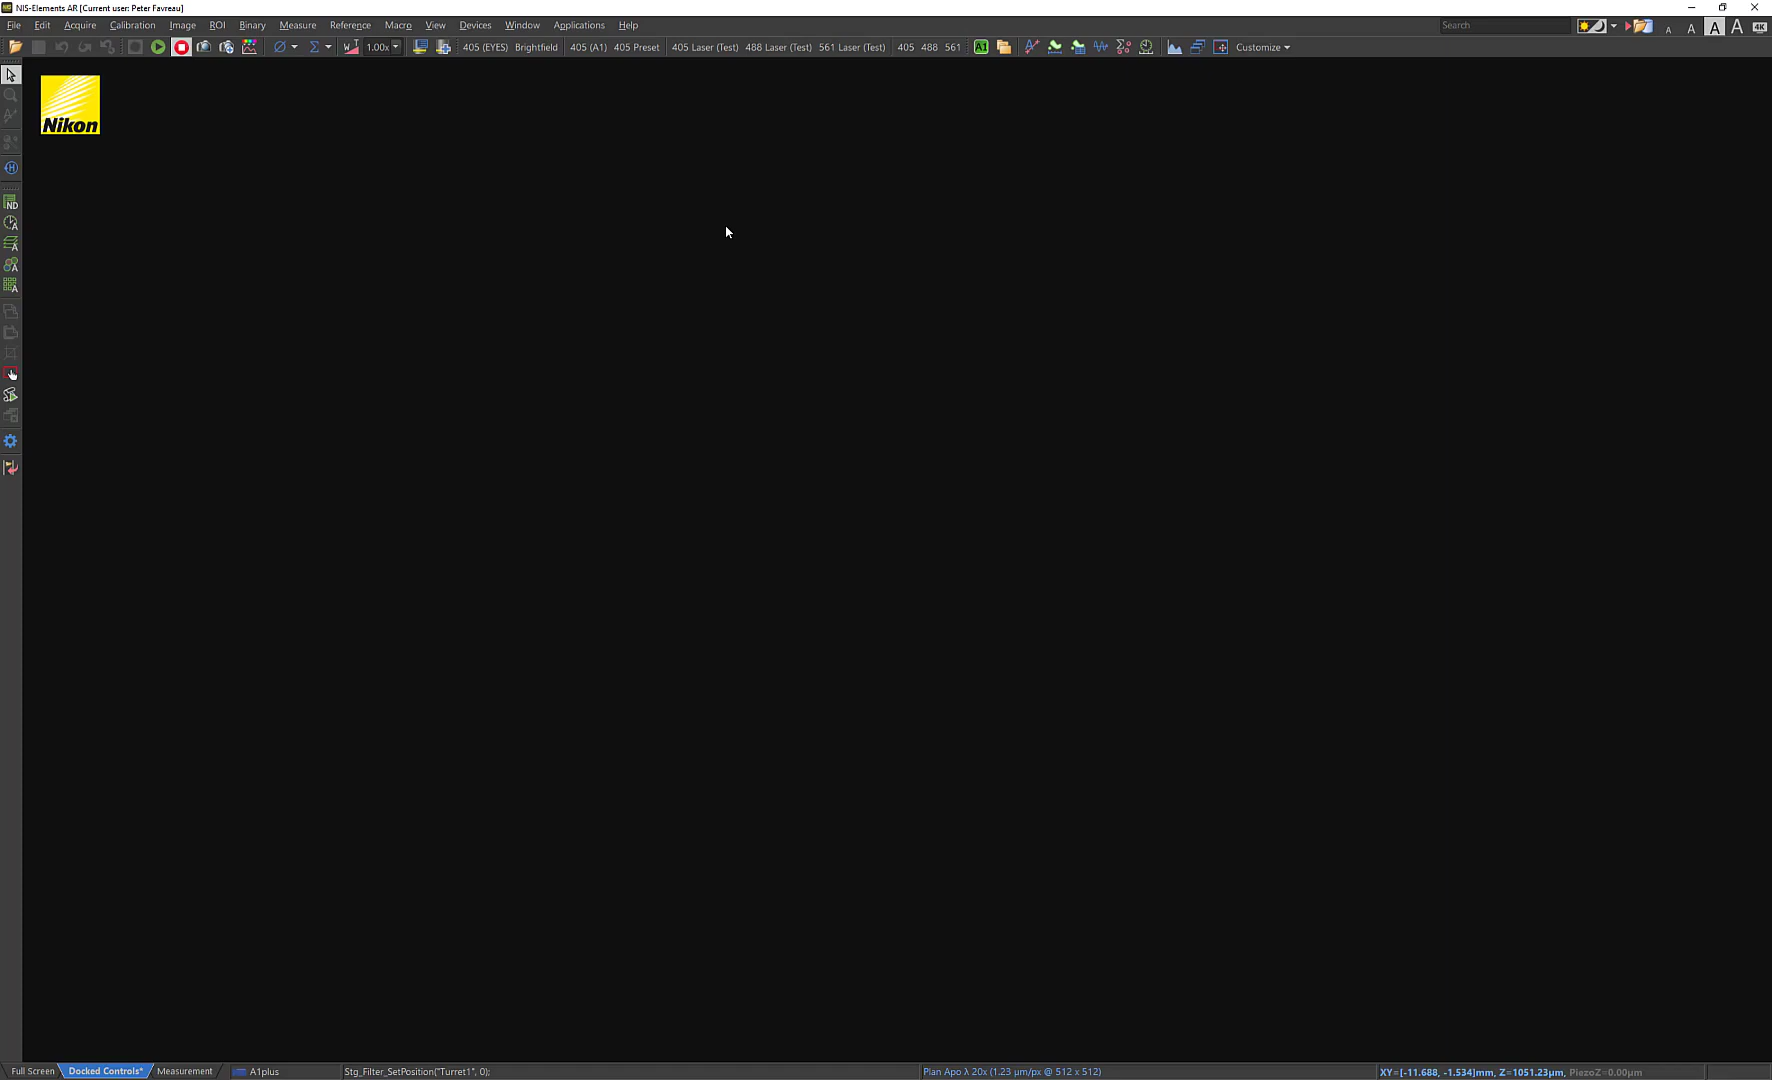 NIS-Elements AR [Current user: Peter Favreau]
File Edit Acquire Calibration Image ROI Binary Measure Reference Macro View Devices Window Applications Help Search A A A A 4K
1.00x 405 (EYES) Brightfield 405 (A1) 405 Preset 405 Laser (Test) 488 Laser (Test) 561 Laser (Test) 405 488 561 A1 Customize
Nikon
H
ND
A
A
A
A
Full Screen Docked Controls* Measurement A1plus Stg_Filter_SetPosition("Turret1", 0); Plan Apo λ 20x (1.23 µm/px @ 512 x 512) XY=[-11.688, -1.534]mm, Z=1051.23µm, PiezoZ=0.00µm